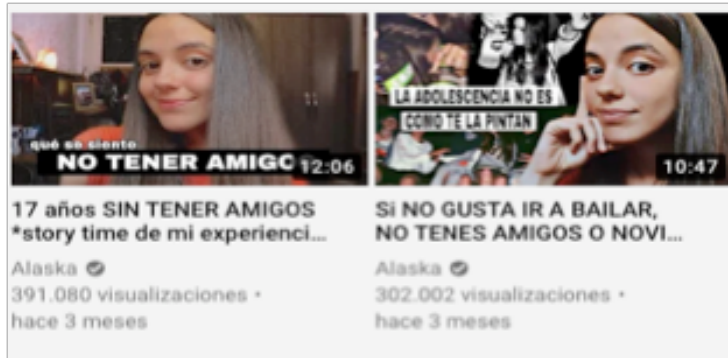 qué se siente
NO TENER AMIGO
12:06
17 años SIN TENER AMIGOS
*story time de mi experienci...
Alaska
391.080 visualizaciones •
hace 3 meses
LA ADOLESCENCIA NO ES
COMO TE LA PINTAN
10:47
Si NO GUSTA IR A BAILAR,
NO TENES AMIGOS O NOVI...
Alaska
302.002 visualizaciones •
hace 3 meses